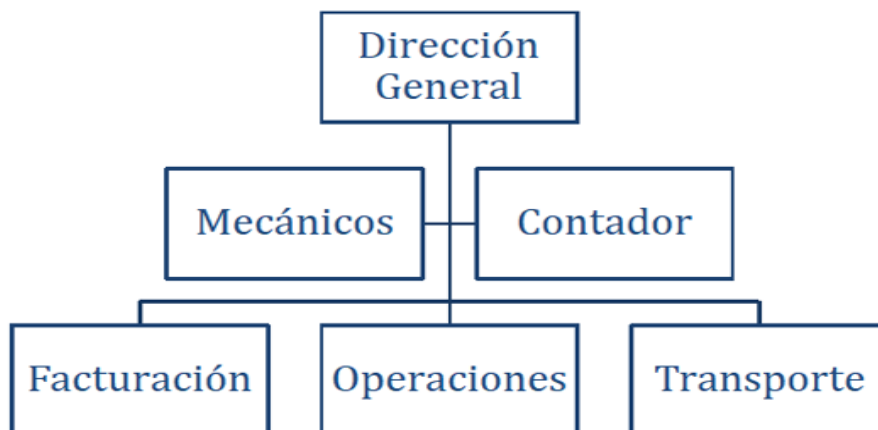 Dirección
General
Mecánicos
Contador
Facturación
Operaciones
Transporte